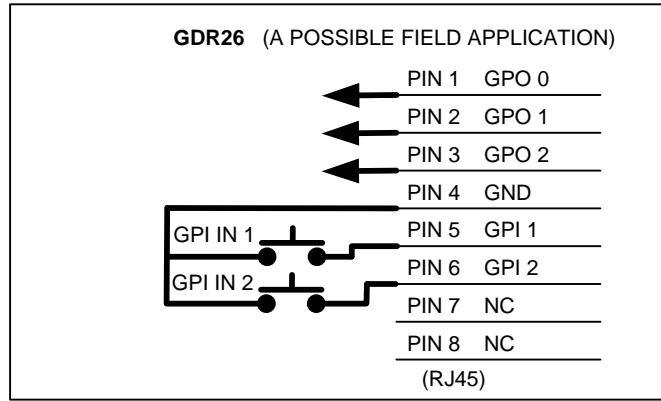 GDR26 (A POSSIBLE FIELD APPLICATION)
PIN 1 GPO 0
PIN 2 GPO 1
PIN 3 GPO 2
PIN 4 GND
GPI IN 1 PIN 5 GPI 1
GPI IN 2 PIN 6 GPI 2
PIN 7 NC
PIN 8 NC
(RJ45)